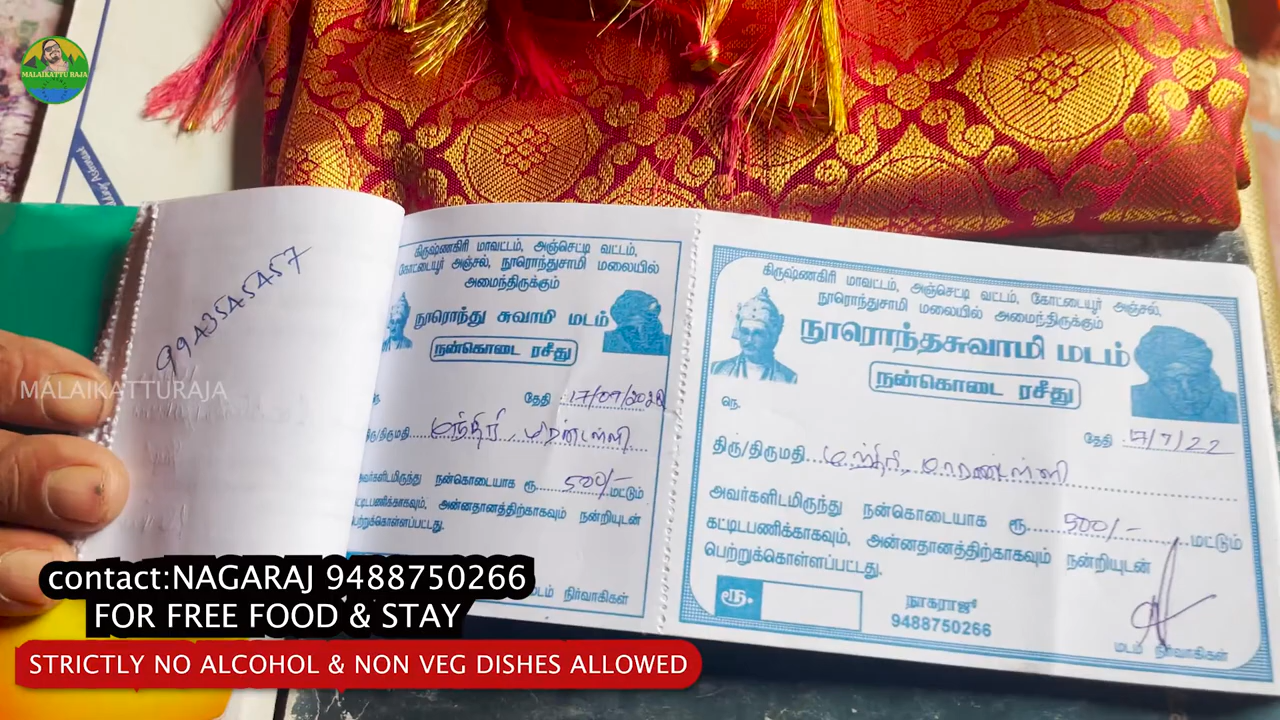 MALAIKATTU RAJA
கிருஷ்ணகிரி மாவட்டம், அஞ்செட்டி வட்டம்,
கோட்டையூர் அஞ்சல், நூரொந்துசாமி மலையில்
அமைந்திருக்கும்
நூரொந்து சுவாமி மடம்
நன்கொடை ரசீது
தேதி 17/07/2022
திரு/திருமதி
அவர்களிடமிருந்து நன்கொடையாக ரூ. 500/- மட்டும்
கட்டிடபணிக்காகவும், அன்னதானத்திற்காகவும் நன்றியுடன்
பெற்றுக்கொள்ளப்பட்டது.
மடம் நிர்வாகிகள்
கிருஷ்ணகிரி மாவட்டம், அஞ்செட்டி வட்டம், கோட்டையூர் அஞ்சல்,
நூரொந்துசாமி மலையில் அமைந்திருக்கும்
நூரொந்தசுவாமி மடம்
நன்கொடை ரசீது
நெ.
தேதி 17/7/22
திரு/திருமதி
அவர்களிடமிருந்து நன்கொடையாக ரூ. 500/- மட்டும்
கட்டிடபணிக்காகவும், அன்னதானத்திற்காகவும் நன்றியுடன்
பெற்றுக்கொள்ளப்பட்டது.
ரூ.
நாகராஜ்
9488750266
மடம் நிர்வாகிகள்
MALAIKATTURAJA
contact:NAGARAJ 9488750266
FOR FREE FOOD & STAY
STRICTLY NO ALCOHOL & NON VEG DISHES ALLOWED